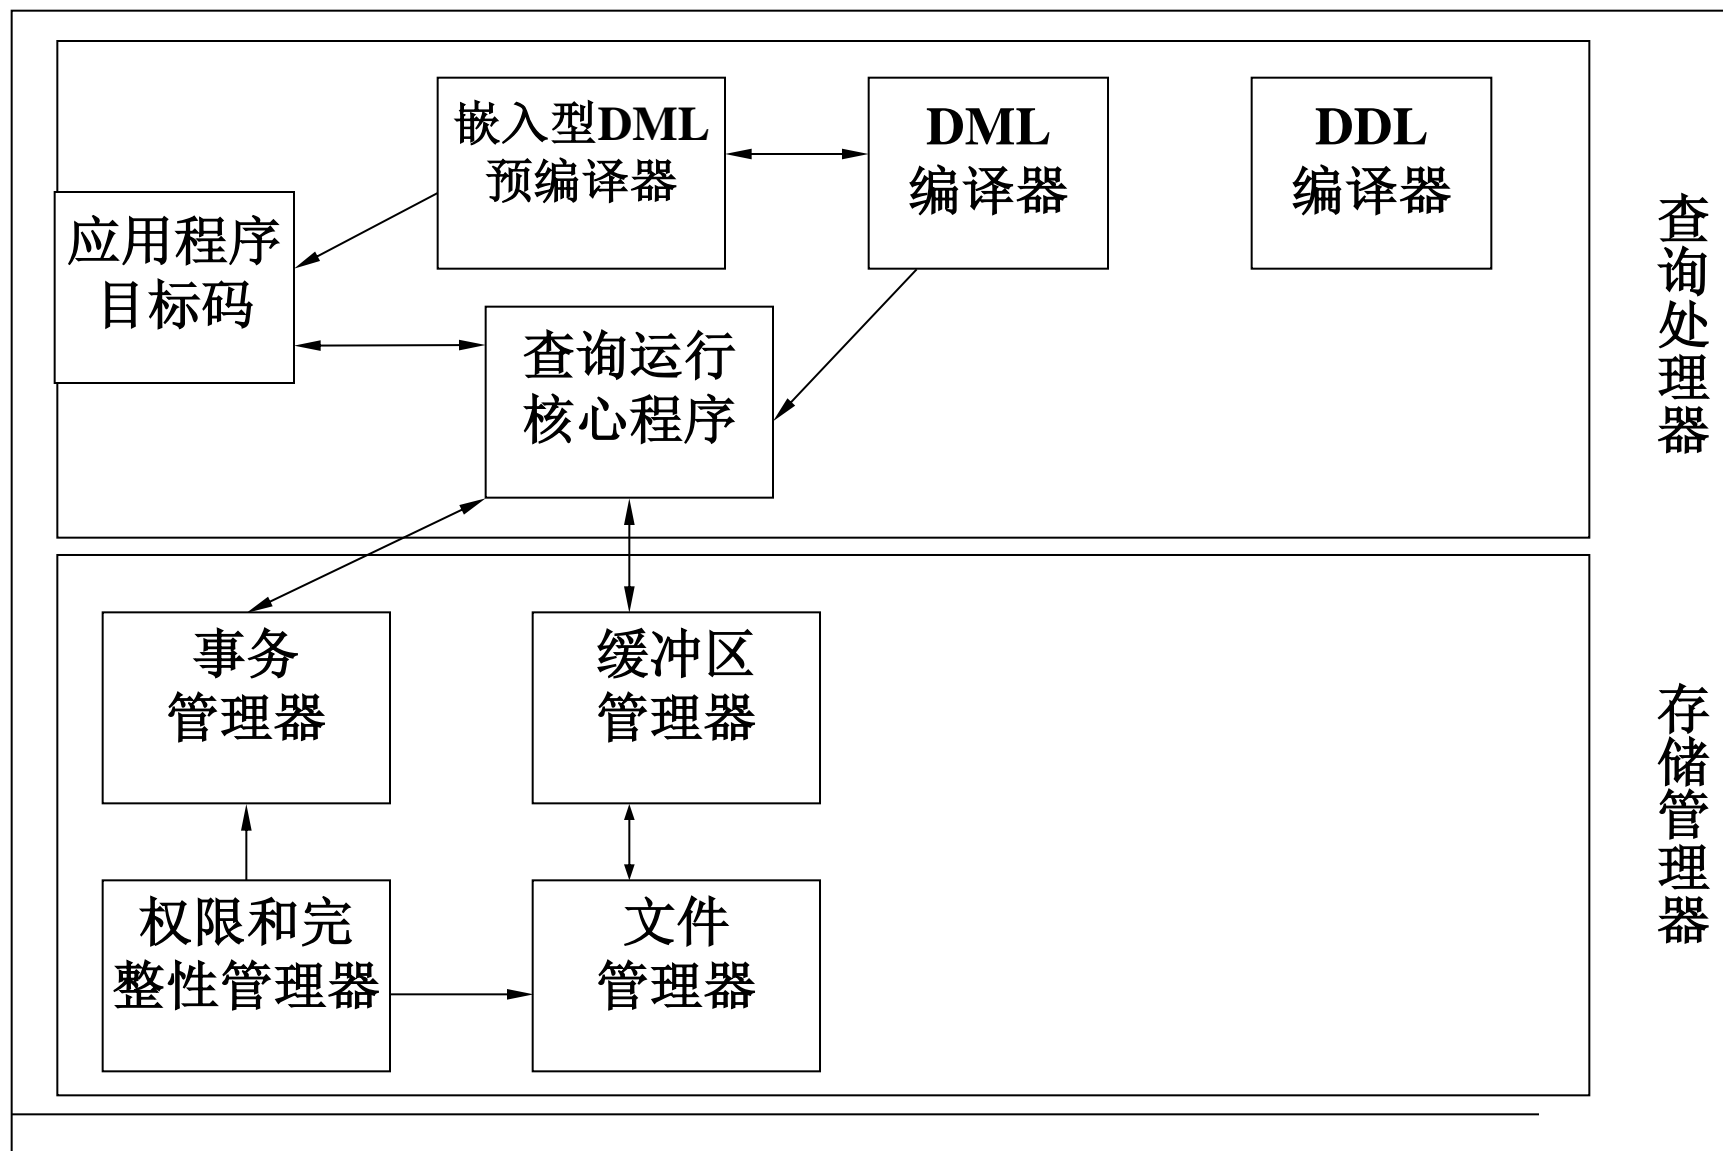 嵌入型DML
预编译器
DML
编译器
DDL
编译器
应用程序
目标码
查询运行
核心程序
查询处理器
事务
管理器
缓冲区
管理器
权限和完
整性管理器
文件
管理器
存储管理器